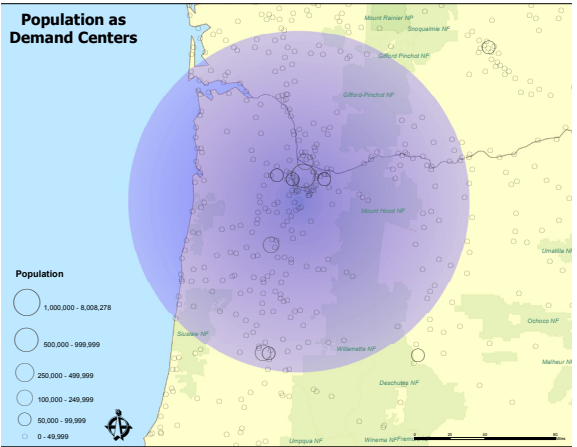 Population as
Demand Centers
Mount Rainier NP
Snoqualmie NF
Gifford Pinchot NF
Gifford-Pinchot NF
Mount Hood NF
Umatilla NF
Population
1,000,000 - 8,008,278
500,000 - 999,999
250,000 - 499,999
100,000 - 249,999
50,000 - 99,999
0 - 49,999
Siuslaw NF
Willamette NF
Ochoco NF
Malheur NF
Deschutes NF
Umpqua NF
Winema NF